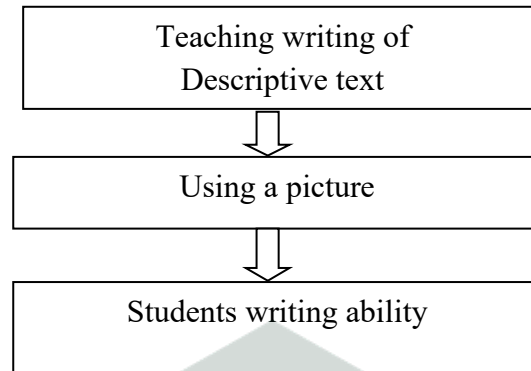 Teaching writing of
Descriptive text
Using a picture
Students writing ability